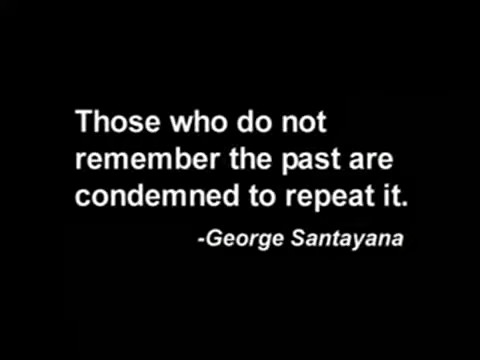 Those who do not
remember the past are
condemned to repeat it.
-George Santayana